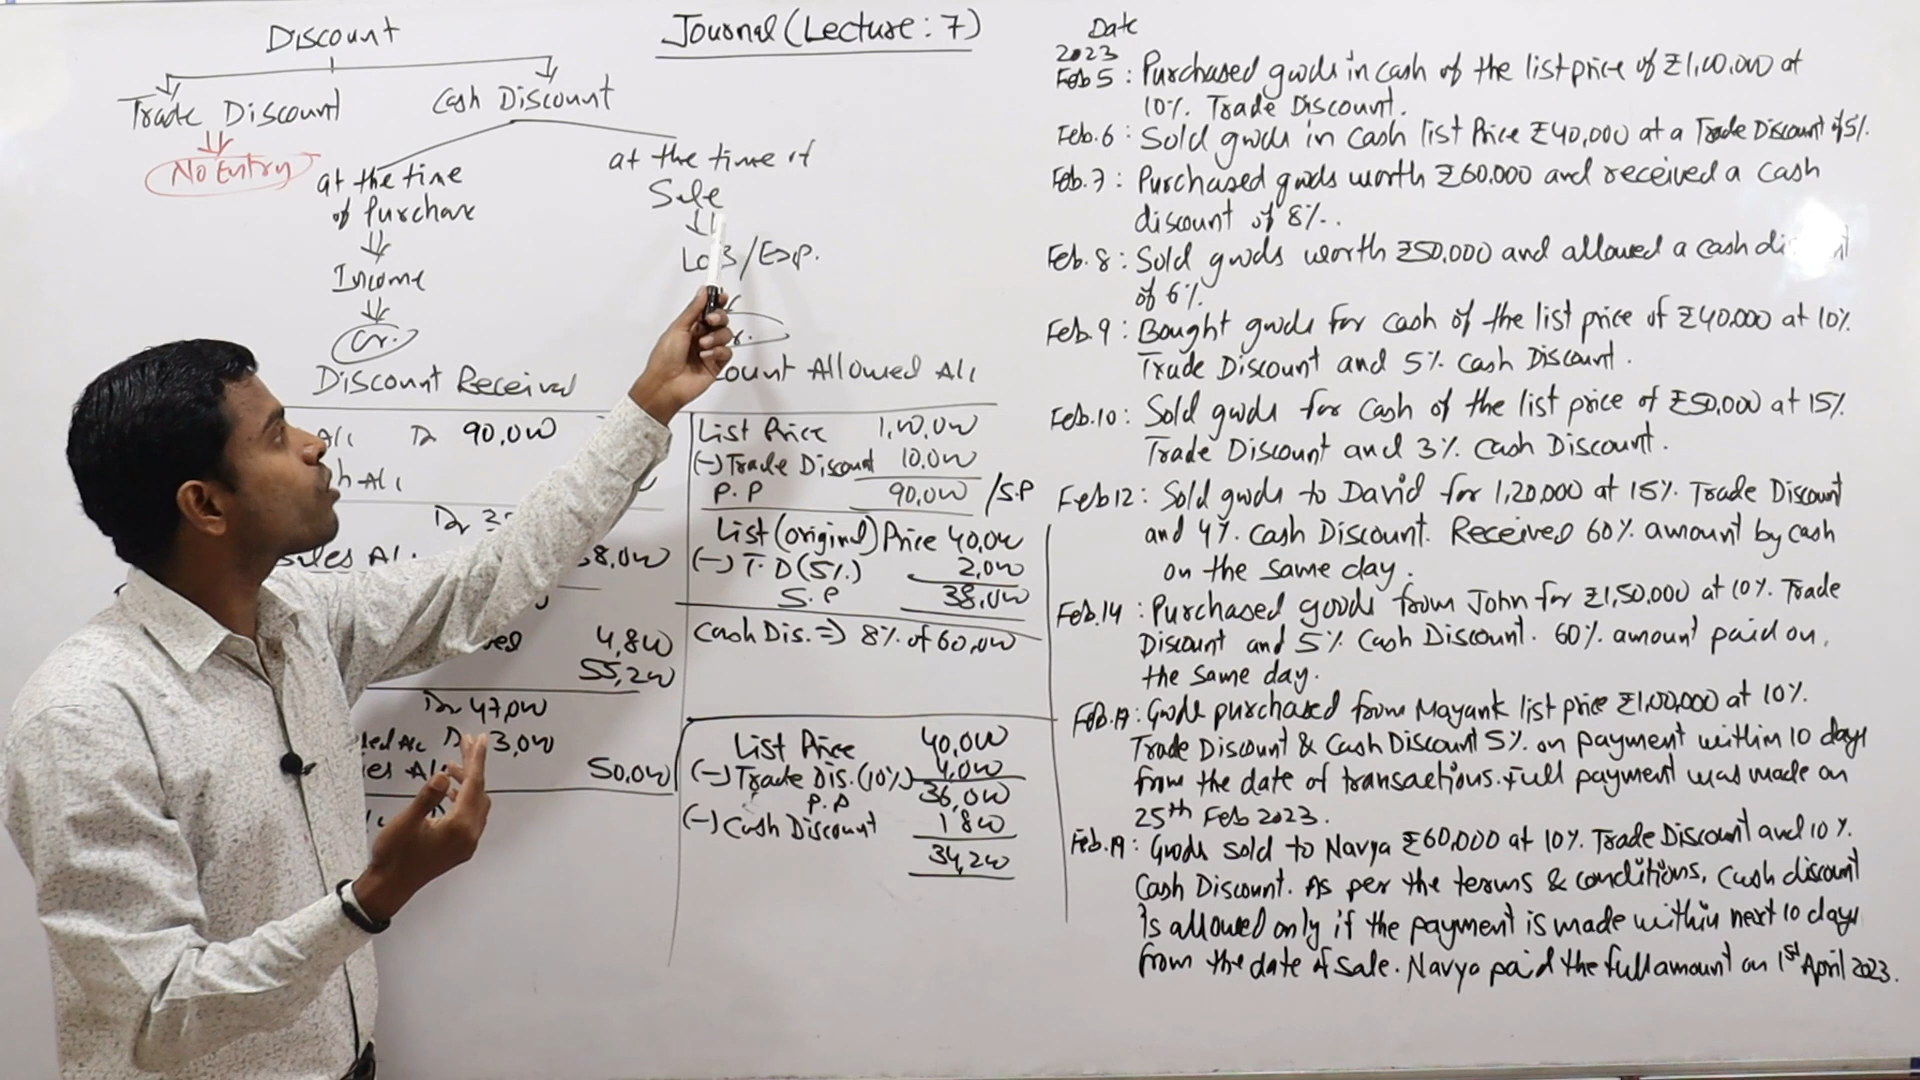 Journal (Lecture: 7)
Discount
Trade Discount
Cash Discount
No Entry
at the time
of Purchase
Income
Cr.
Discount Received
at the time of
Sale
Loss/Exp.
r.
count Allowed A/c
A/c Dr 90,000
sh A/c
Dr 3
Sales A/c 38,000
ved 4,800
55,200
Dr 47,000
wed A/c Dr 3,000
les A/c 50,000
List Price 1,00,000
(-) Trade Discount 10,000
P.P 90,000 /S.P
List (original) Price 40,000
(-) T.D (5%) 2,000
S.P 38,000
Cash Dis. ⇒ 8% of 60,000
List Price 40,000
(-) Trade Dis. (10%) 4,000
P.P 36,000
(-) Cash Discount 1800
34,200
Date
2023
Feb 5 : Purchased goods in cash of the list price of ₹1,00,000 at
10% Trade Discount.
Feb. 6 : Sold goods in cash list Price ₹40,000 at a Trade Discount of 5%.
Feb. 7 : Purchased goods worth ₹60,000 and received a cash
discount of 8%..
Feb. 8 : Sold goods worth ₹50,000 and allowed a cash di t
of 6%.
Feb. 9 : Bought goods for cash of the list price of ₹40,000 at 10%
Trade Discount and 5% cash Discount.
Feb. 10 : Sold goods for cash of the list price of ₹50,000 at 15%
Trade Discount and 3% Cash Discount.
Feb 12 : Sold goods to David for 1,20,000 at 15% Trade Discount
and 4% Cash Discount. Received 60% amount by cash
on the same day.
Feb. 14 : Purchased goods from John for ₹1,50,000 at 10% Trade
Discount and 5% Cash Discount. 60% amount paid on
the same day.
Feb. 17 : Goods purchased from Mayank list price ₹1,00,000 at 10%
Trade Discount & Cash Discount 5% on payment within 10 days
from the date of transactions. Full payment was made on
25th Feb 2023.
Feb. 19 : Goods sold to Navya ₹60,000 at 10% Trade Discount and 10%
Cash Discount. As per the terms & conditions, Cash discount
is allowed only if the payment is made within next 10 days
from the date of sale. Navya paid the full amount on 1st April 2023.